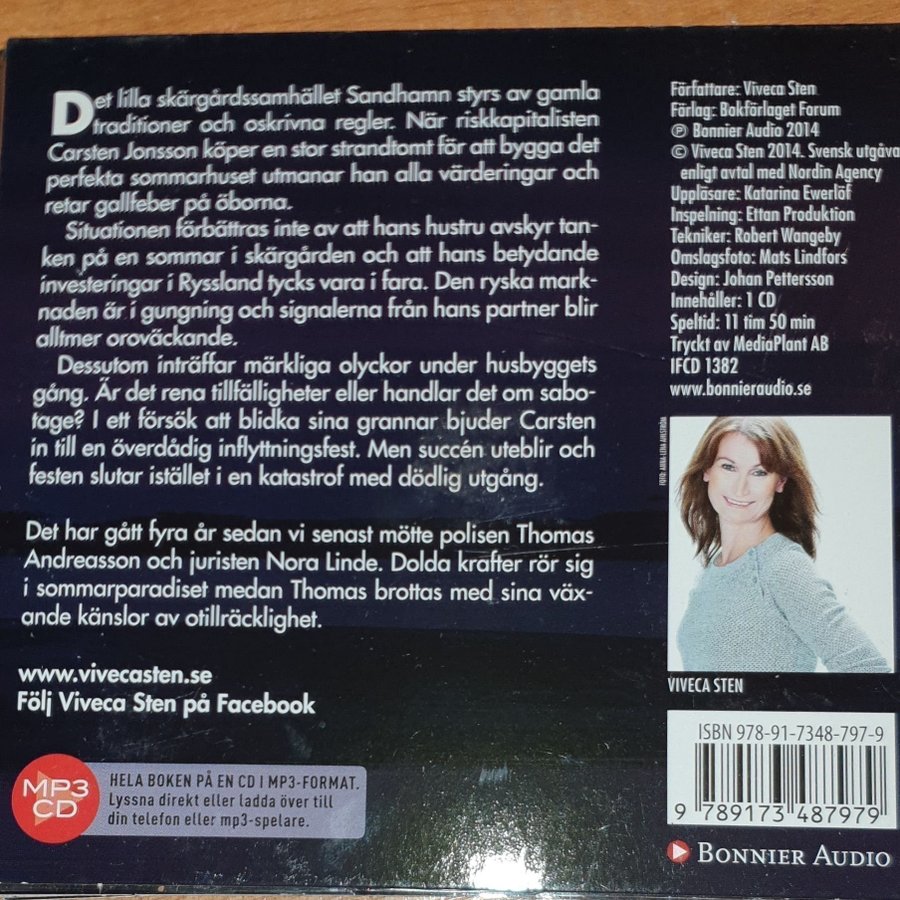 Det lilla skärgårdssamhället Sandhamn styrs av gamla
traditioner och oskrivna regler. När riskkapitalisten
Carsten Jonsson köper en stor strandtomt för att bygga det
perfekta sommarhuset utmanar han alla värderingar och
retar gallfeber på öborna.
Situationen förbättras inte av att hans hustru avskyr tan-
ken på en sommar i skärgården och att hans betydande
investeringar i Ryssland tycks vara i fara. Den ryska mark-
naden är i gungning och signalerna från hans partner blir
alltmer oroväckande.
Dessutom inträffar märkliga olyckor under husbyggets
gång. Är det rena tillfälligheter eller handlar det om sabo-
tage? I ett försök att blidka sina grannar bjuder Carsten
in till en överdådig inflyttningsfest. Men succén uteblir och
festen slutar istället i en katastrof med dödlig utgång.
Det har gått fyra år sedan vi senast mötte polisen Thomas
Andreasson och juristen Nora Linde. Dolda krafter rör sig
i sommarparadiset medan Thomas brottas med sina väx-
ande känslor av otillräcklighet.
www.vivecasten.se
Följ Viveca Sten på Facebook
MP3
CD
HELA BOKEN PÅ EN CD I MP3-FORMAT.
Lyssna direkt eller ladda över till
din telefon eller mp3-spelare.
Författare: Viveca Sten
Förlag: Bokförlaget Forum
℗ Bonnier Audio 2014
© Viveca Sten 2014. Svensk utgåva
enligt avtal med Nordin Agency
Uppläsare: Katarina Ewerlöf
Inspelning: Ettan Produktion
Tekniker: Robert Wangeby
Omslagsfoto: Mats Lindfors
Design: Johan Pettersson
Innehåller: 1 CD
Speltid: 11 tim 50 min
Tryckt av MediaPlant AB
IFCD 1382
www.bonnieraudio.se
FOTO: ANNA-LENA AHLSTRÖM
VIVECA STEN
ISBN 978-91-7348-797-9
9 789173 487979
BONNIER AUDIO